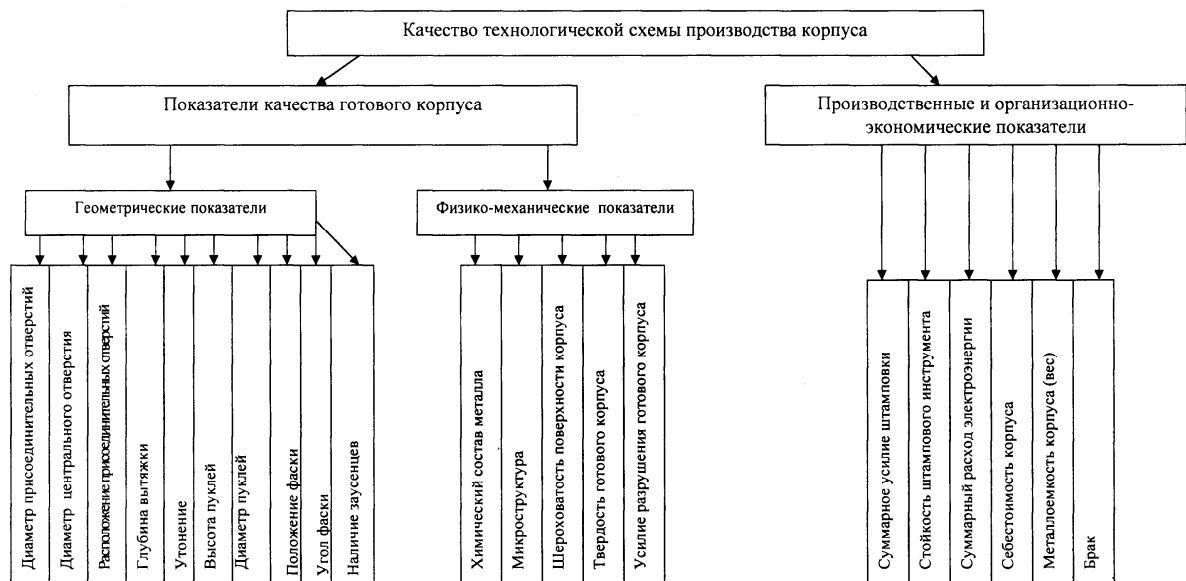 Качество технологической схемы производства корпуса
Показатели качества готового корпуса
Производственные и организационно-
экономические показатели
Геометрические показатели
Физико-механические показатели
Диаметр присоединительных отверстий
Диаметр центрального отверстия
Расположение присоединительных отверстий
Глубина вытяжки
Утонение
Высота пуклей
Диаметр пуклей
Положение фаски
Угол фаски
Наличие заусенцев
Химический состав металла
Микроструктура
Шероховатость поверхности корпуса
Твердость готового корпуса
Усилие разрушения готового корпуса
Суммарное усилие штамповки
Стойкость штампового инструмента
Суммарный расход электроэнергии
Себестоимость корпуса
Металлоемкость корпуса (вес)
Брак